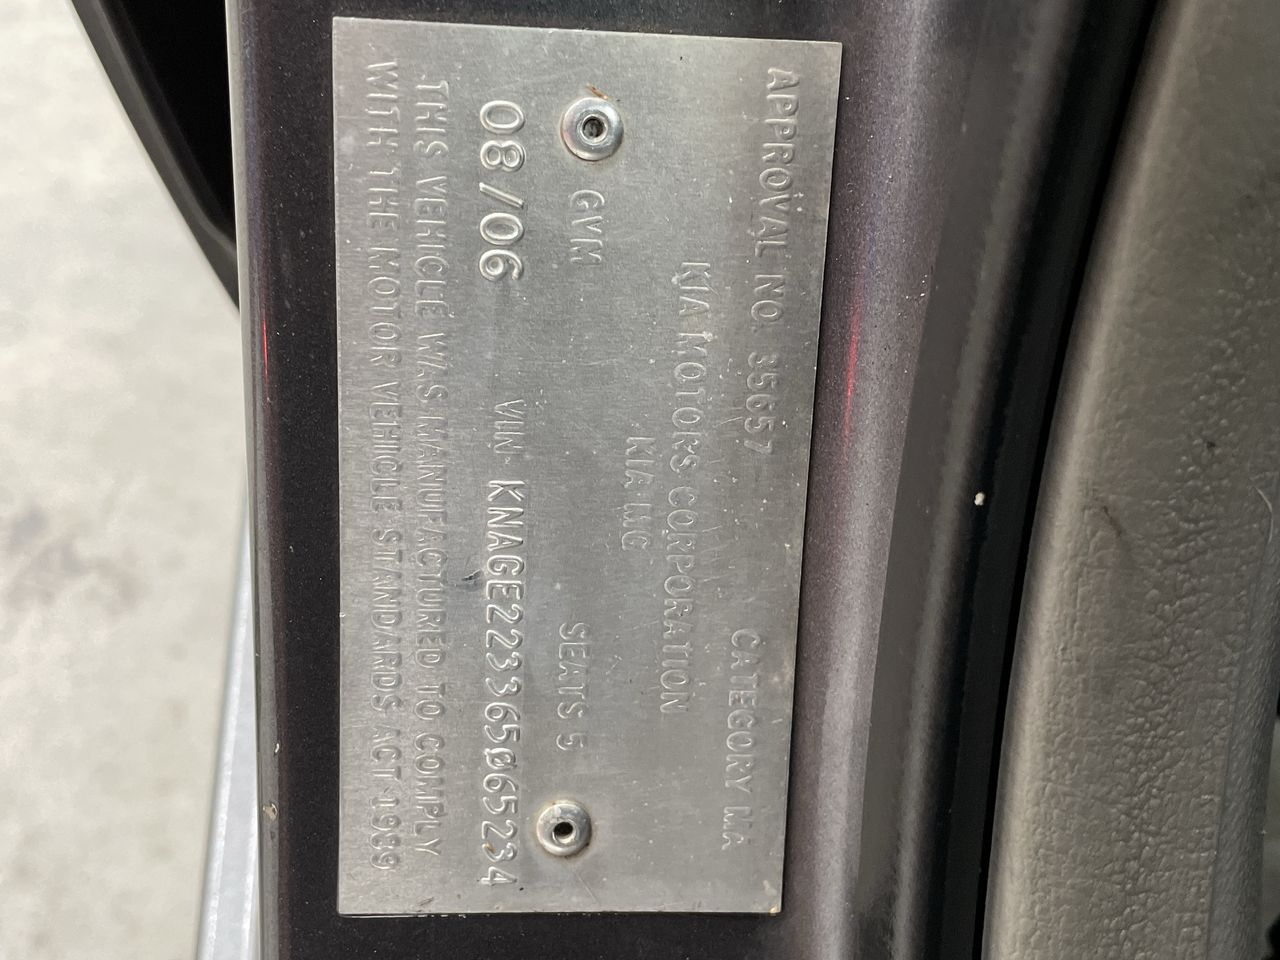 APPROVAL NO. 35657 CATEGORY MA
KIA MOTORS CORPORATION
KIA MG
GVM SEATS 5
08/06 VIN KNAGE223365065234
THIS VEHICLE WAS MANUFACTURED TO COMPLY
WITH THE MOTOR VEHICLE STANDARDS ACT 1989